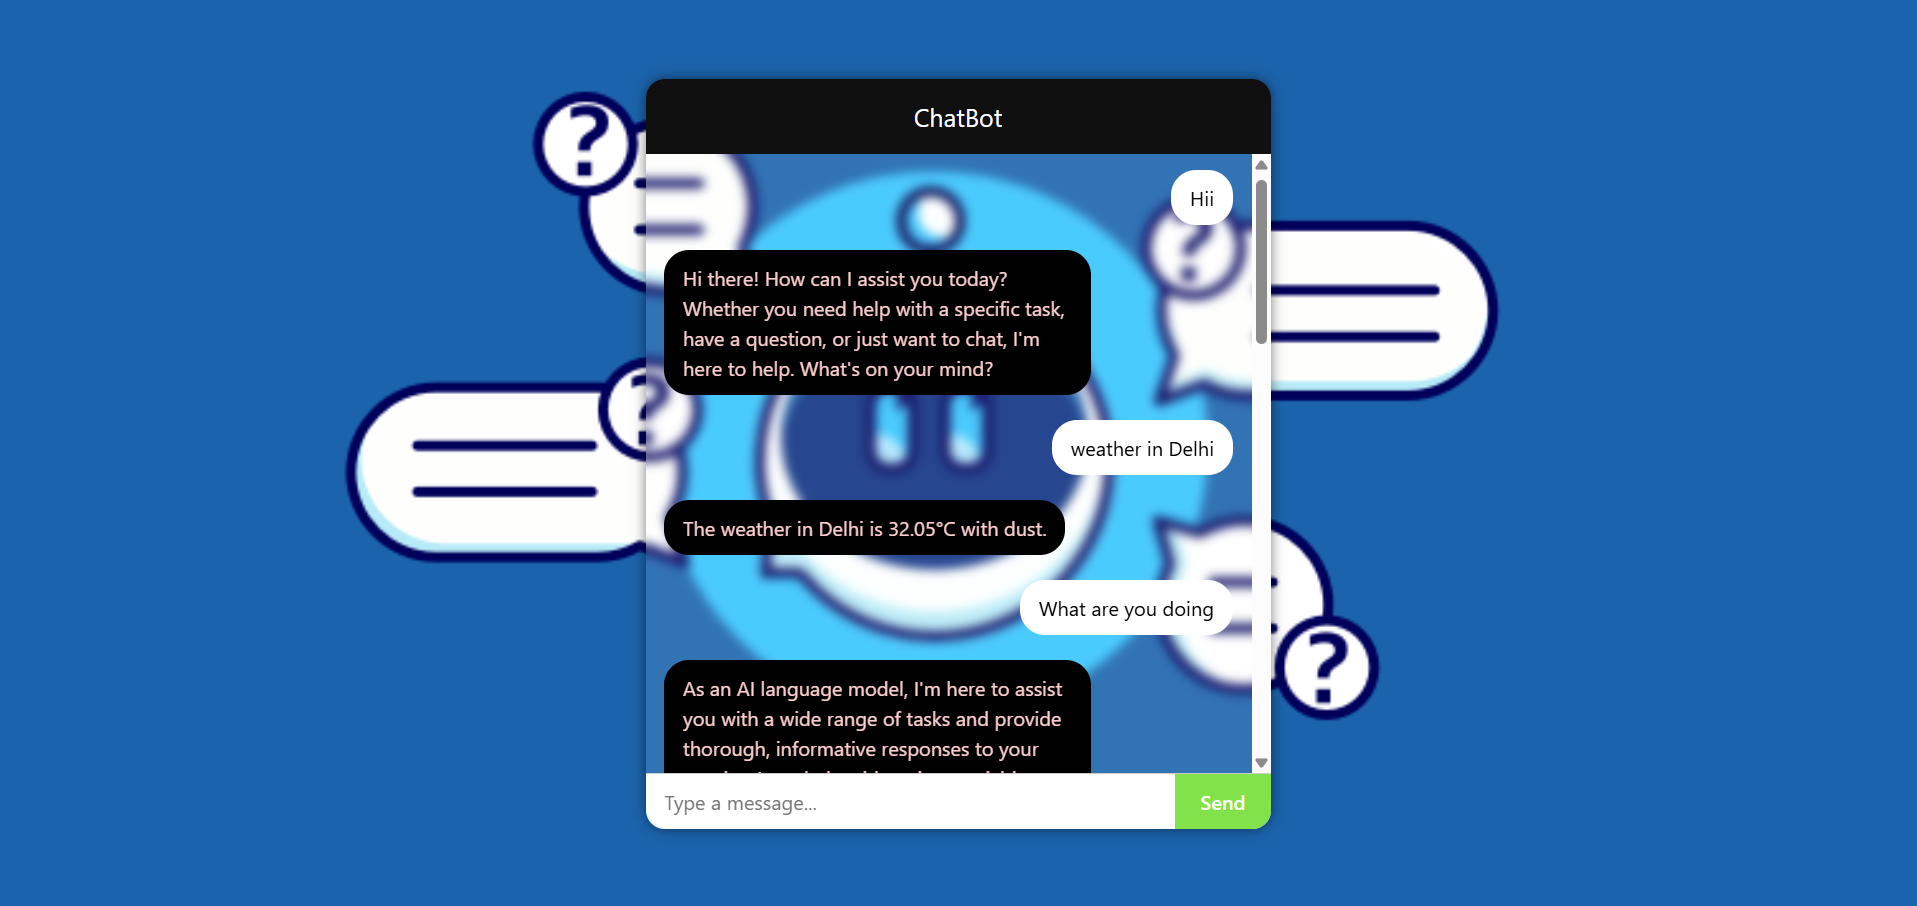 ChatBot
Hii
Hi there! How can I assist you today?
Whether you need help with a specific task,
have a question, or just want to chat, I'm
here to help. What's on your mind?
weather in Delhi
The weather in Delhi is 32.05°C with dust.
What are you doing
As an AI language model, I'm here to assist
you with a wide range of tasks and provide
thorough, informative responses to your
Type a message...
Send
?
?
?
?